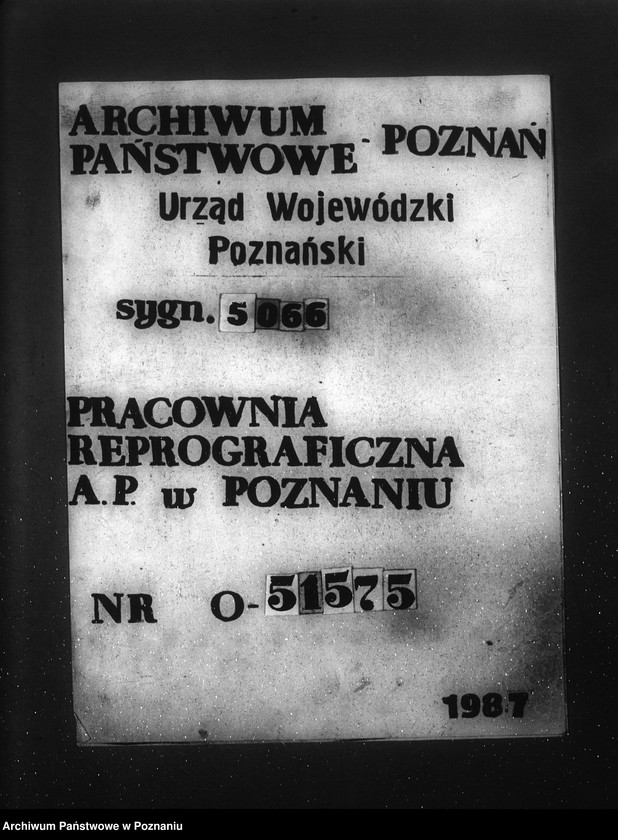 ARCHIWUM
PAŃSTWOWE - POZNAŃ
Urząd Wojewódzki
Poznański
sygn. 5066
PRACOWNIA
REPROGRAFICZNA
A.P. w POZNANIU
NR O-51575
1987
Archiwum Państwowe w Poznaniu